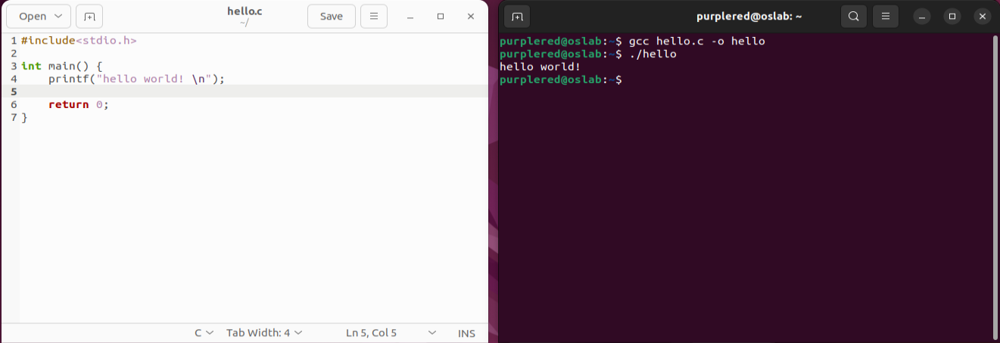 Open
hello.c
~/
Save
1 #include<stdio.h>
2
3 int main() {
4     printf("hello world! \n");
5
6     return 0;
7 }
C
Tab Width: 4
Ln 5, Col 5
INS
purplered@oslab: ~
purplered@oslab:~$ gcc hello.c -o hello
purplered@oslab:~$ ./hello
hello world!
purplered@oslab:~$